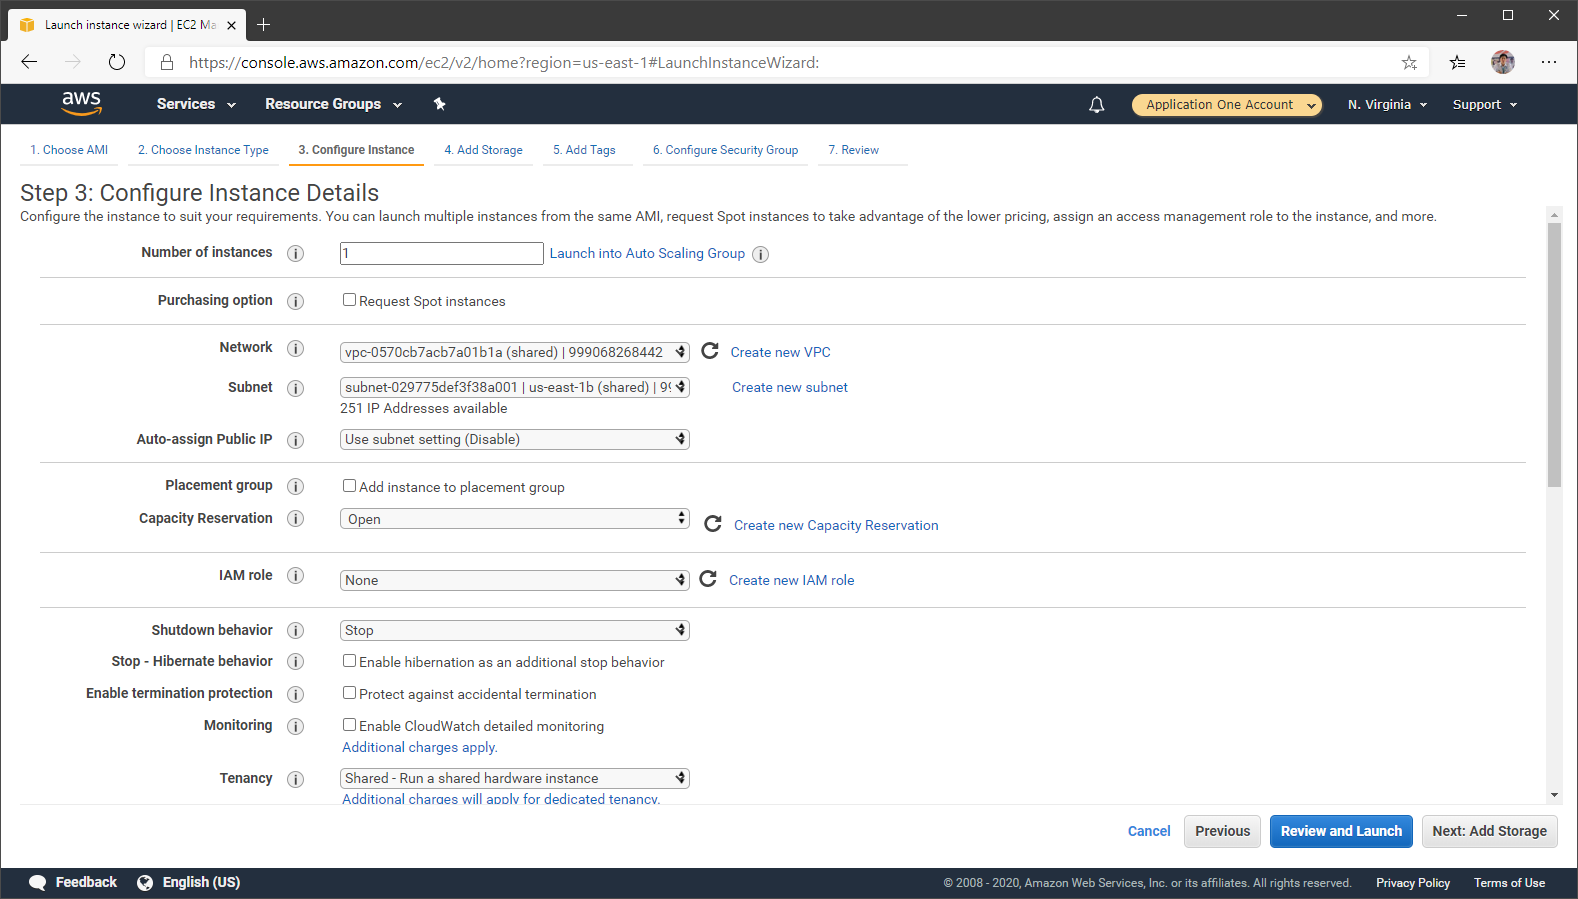 Launch instance wizard | EC2 Ma
https://console.aws.amazon.com/ec2/v2/home?region=us-east-1#LaunchInstanceWizard:
aws Services Resource Groups Application One Account N. Virginia Support
1. Choose AMI 2. Choose Instance Type 3. Configure Instance 4. Add Storage 5. Add Tags 6. Configure Security Group 7. Review
Step 3: Configure Instance Details
Configure the instance to suit your requirements. You can launch multiple instances from the same AMI, request Spot instances to take advantage of the lower pricing, assign an access management role to the instance, and more.
Number of instances i 1 Launch into Auto Scaling Group i
Purchasing option i Request Spot instances
Network i vpc-0570cb7acb7a01b1a (shared) | 999068268442 Create new VPC
Subnet i subnet-029775def3f38a001 | us-east-1b (shared) | 99 Create new subnet
251 IP Addresses available
Auto-assign Public IP i Use subnet setting (Disable)
Placement group i Add instance to placement group
Capacity Reservation i Open Create new Capacity Reservation
IAM role i None Create new IAM role
Shutdown behavior i Stop
Stop - Hibernate behavior i Enable hibernation as an additional stop behavior
Enable termination protection i Protect against accidental termination
Monitoring i Enable CloudWatch detailed monitoring
Additional charges apply.
Tenancy i Shared - Run a shared hardware instance
Additional charges will apply for dedicated tenancy.
Cancel Previous Review and Launch Next: Add Storage
Feedback English (US) © 2008 - 2020, Amazon Web Services, Inc. or its affiliates. All rights reserved. Privacy Policy Terms of Use